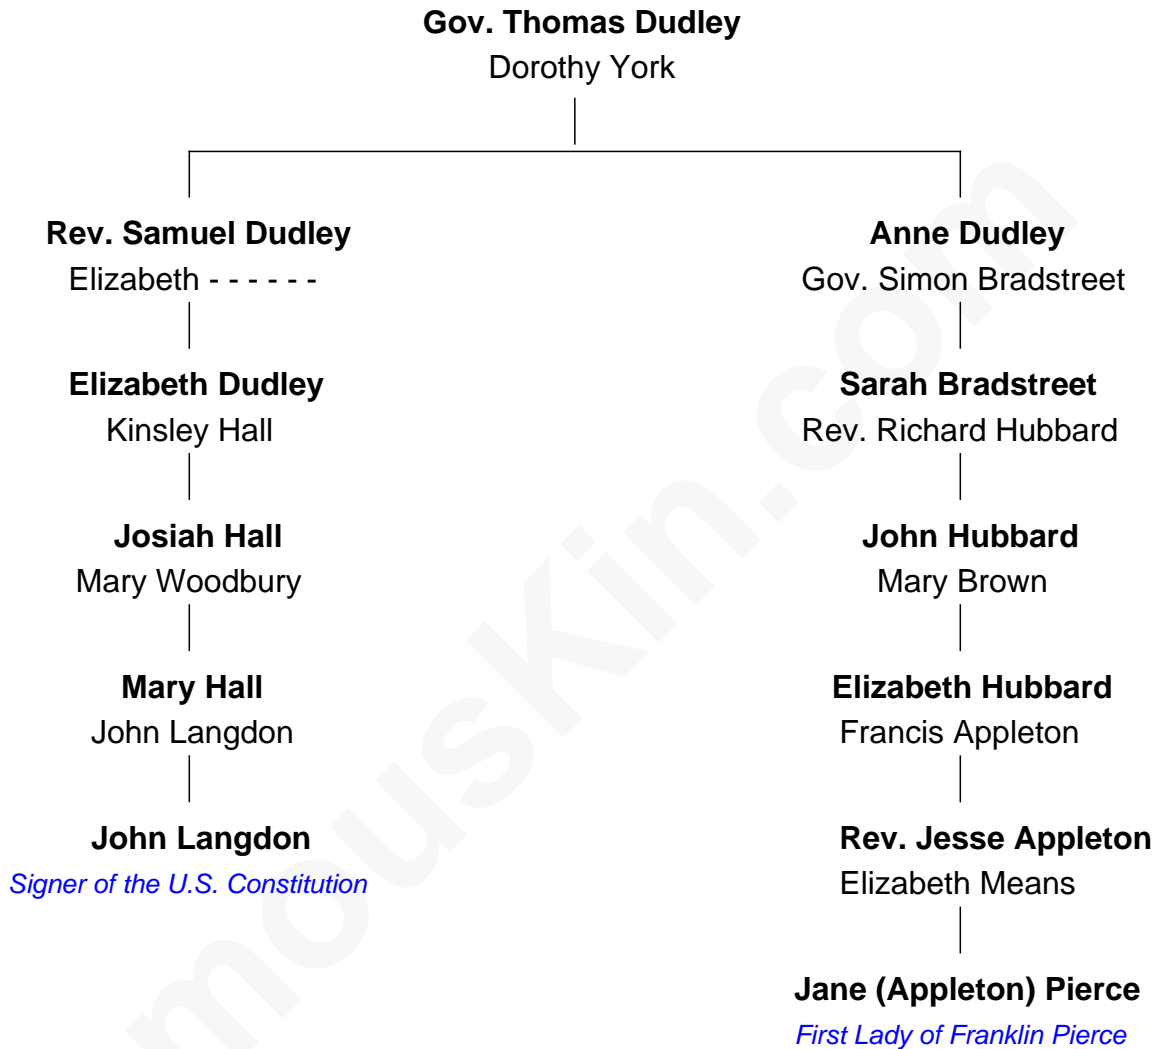 Gov. Thomas Dudley
Dorothy York
Rev. Samuel Dudley
Elizabeth - - - - - -
Elizabeth Dudley
Kinsley Hall
Josiah Hall
Mary Woodbury
Mary Hall
John Langdon
John Langdon
Signer of the U.S. Constitution
Anne Dudley
Gov. Simon Bradstreet
Sarah Bradstreet
Rev. Richard Hubbard
John Hubbard
Mary Brown
Elizabeth Hubbard
Francis Appleton
Rev. Jesse Appleton
Elizabeth Means
Jane (Appleton) Pierce
First Lady of Franklin Pierce
mousKin.com